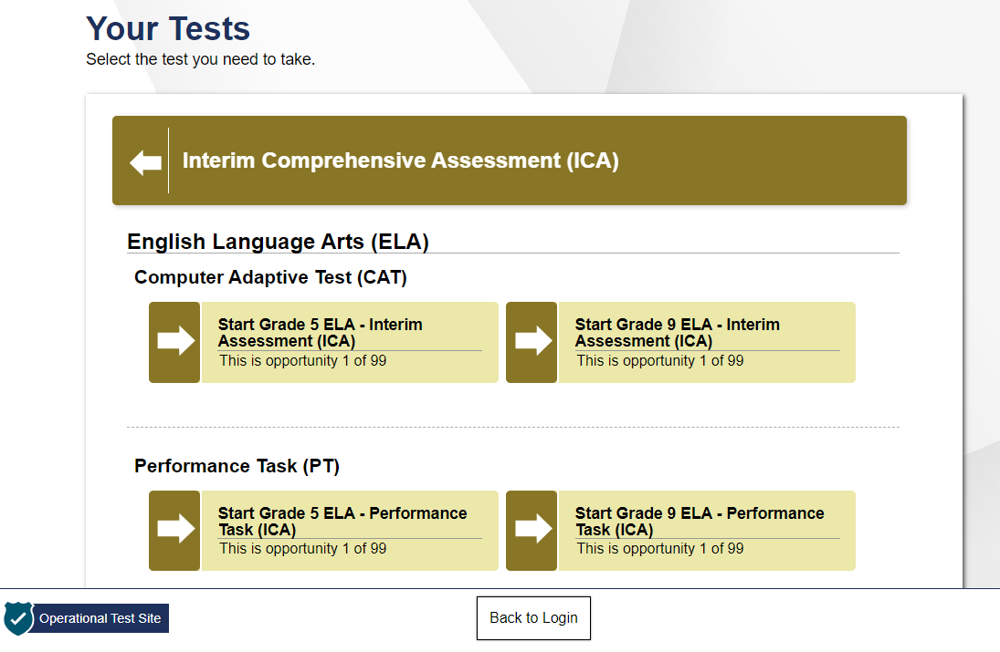 Your Tests
Select the test you need to take.
Interim Comprehensive Assessment (ICA)
English Language Arts (ELA)
Computer Adaptive Test (CAT)
Start Grade 5 ELA - Interim
Assessment (ICA)
This is opportunity 1 of 99
Start Grade 9 ELA - Interim
Assessment (ICA)
This is opportunity 1 of 99
Performance Task (PT)
Start Grade 5 ELA - Performance
Task (ICA)
This is opportunity 1 of 99
Start Grade 9 ELA - Performance
Task (ICA)
This is opportunity 1 of 99
Operational Test Site
Back to Login